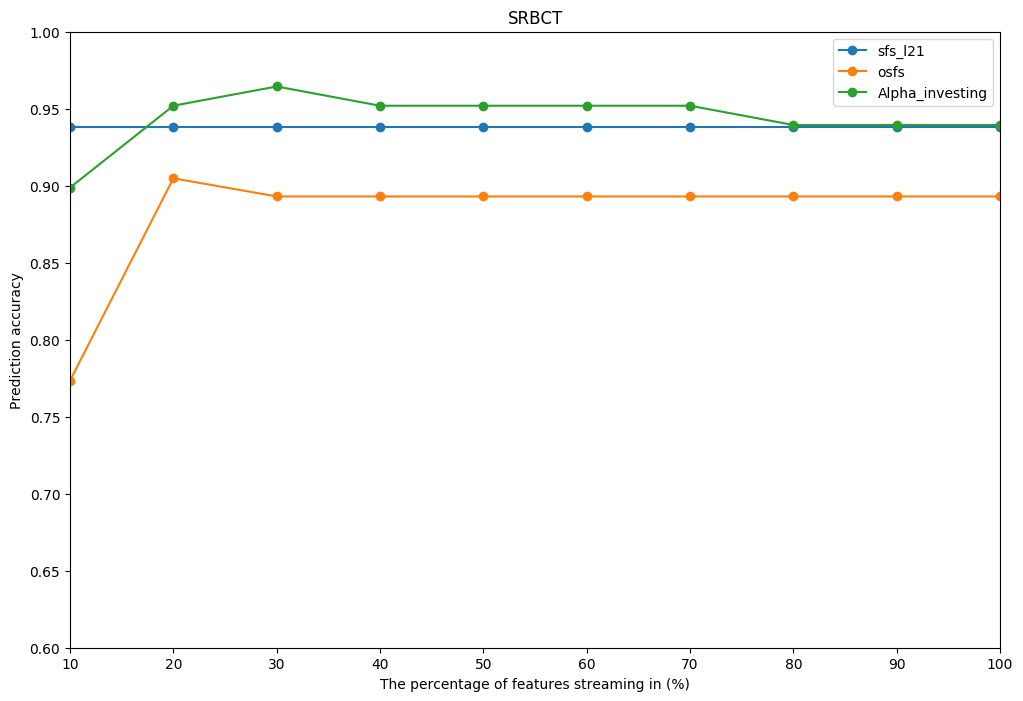 SRBCT
sfs_l21
osfs
Alpha_investing
Prediction accuracy
1.00
0.95
0.90
0.85
0.80
0.75
0.70
0.65
0.60
10 20 30 40 50 60 70 80 90 100
The percentage of features streaming in (%)